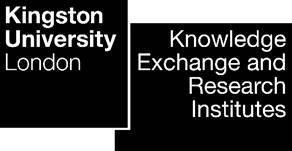 Kingston
University
London
Knowledge
Exchange and
Research
Institutes